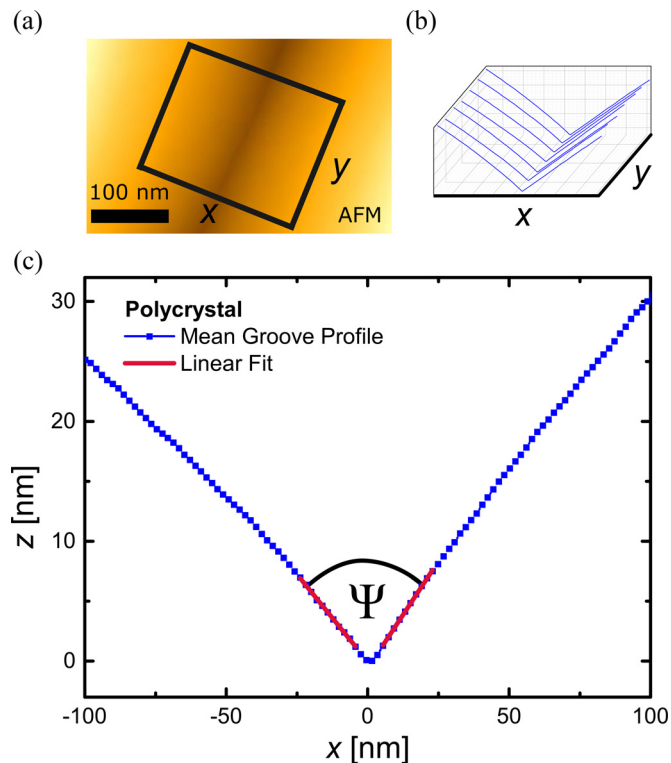 (a)
(b)
100 nm
x
y
AFM
x
y
(c)
Polycrystal
Mean Groove Profile
Linear Fit
Ψ
z [nm]
30
20
10
0
-100
-50
0
50
100
x [nm]